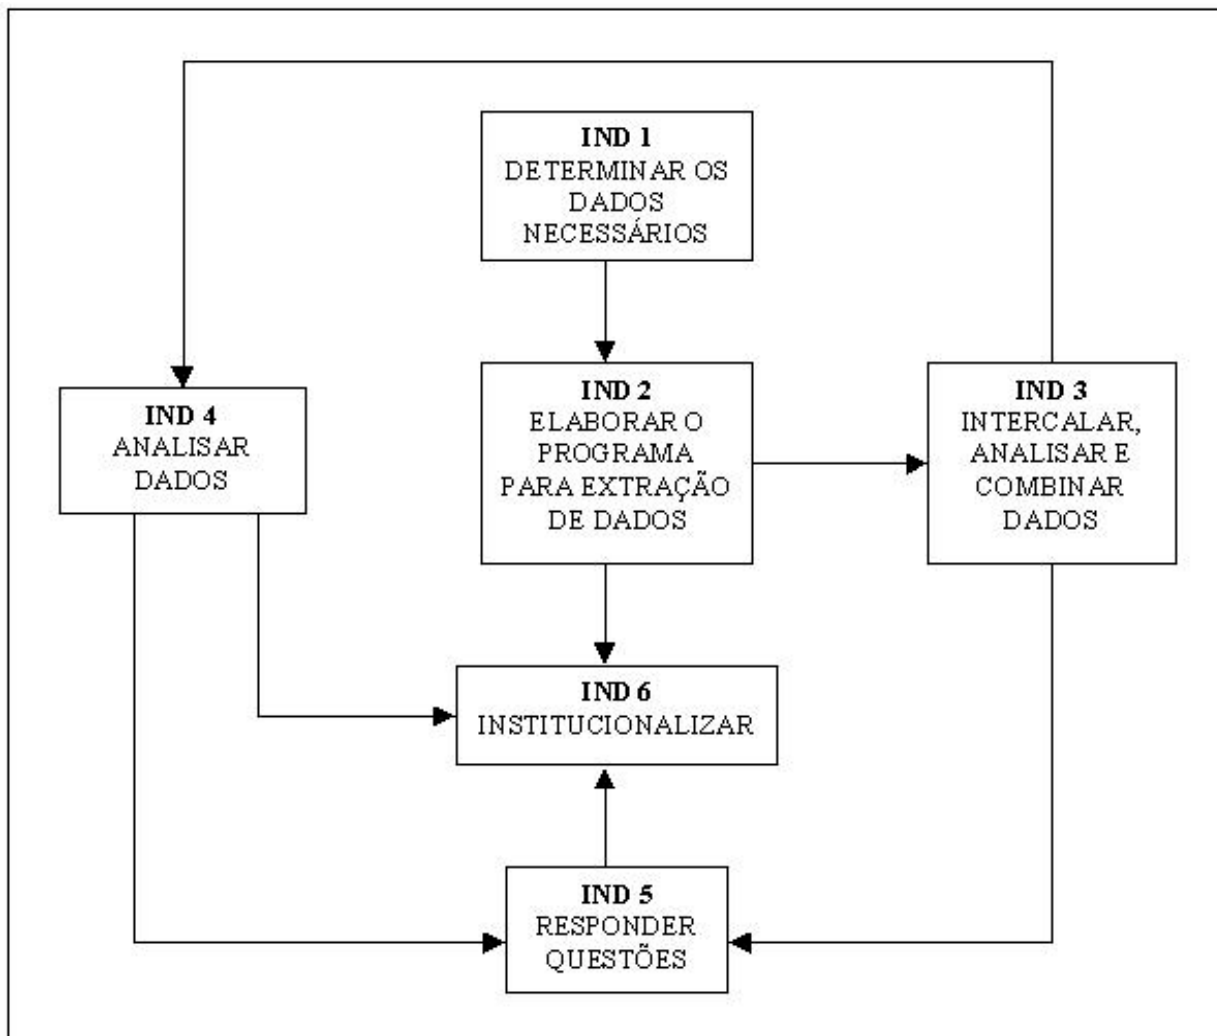 IND 1
DETERMINAR OS
DADOS
NECESSÁRIOS
IND 2
ELABORAR O
PROGRAMA
PARA EXTRAÇÃO
DE DADOS
IND 3
INTERCALAR,
ANALISAR E
COMBINAR
DADOS
IND 4
ANALISAR
DADOS
IND 6
INSTITUCIONALIZAR
IND 5
RESPONDER
QUESTÕES